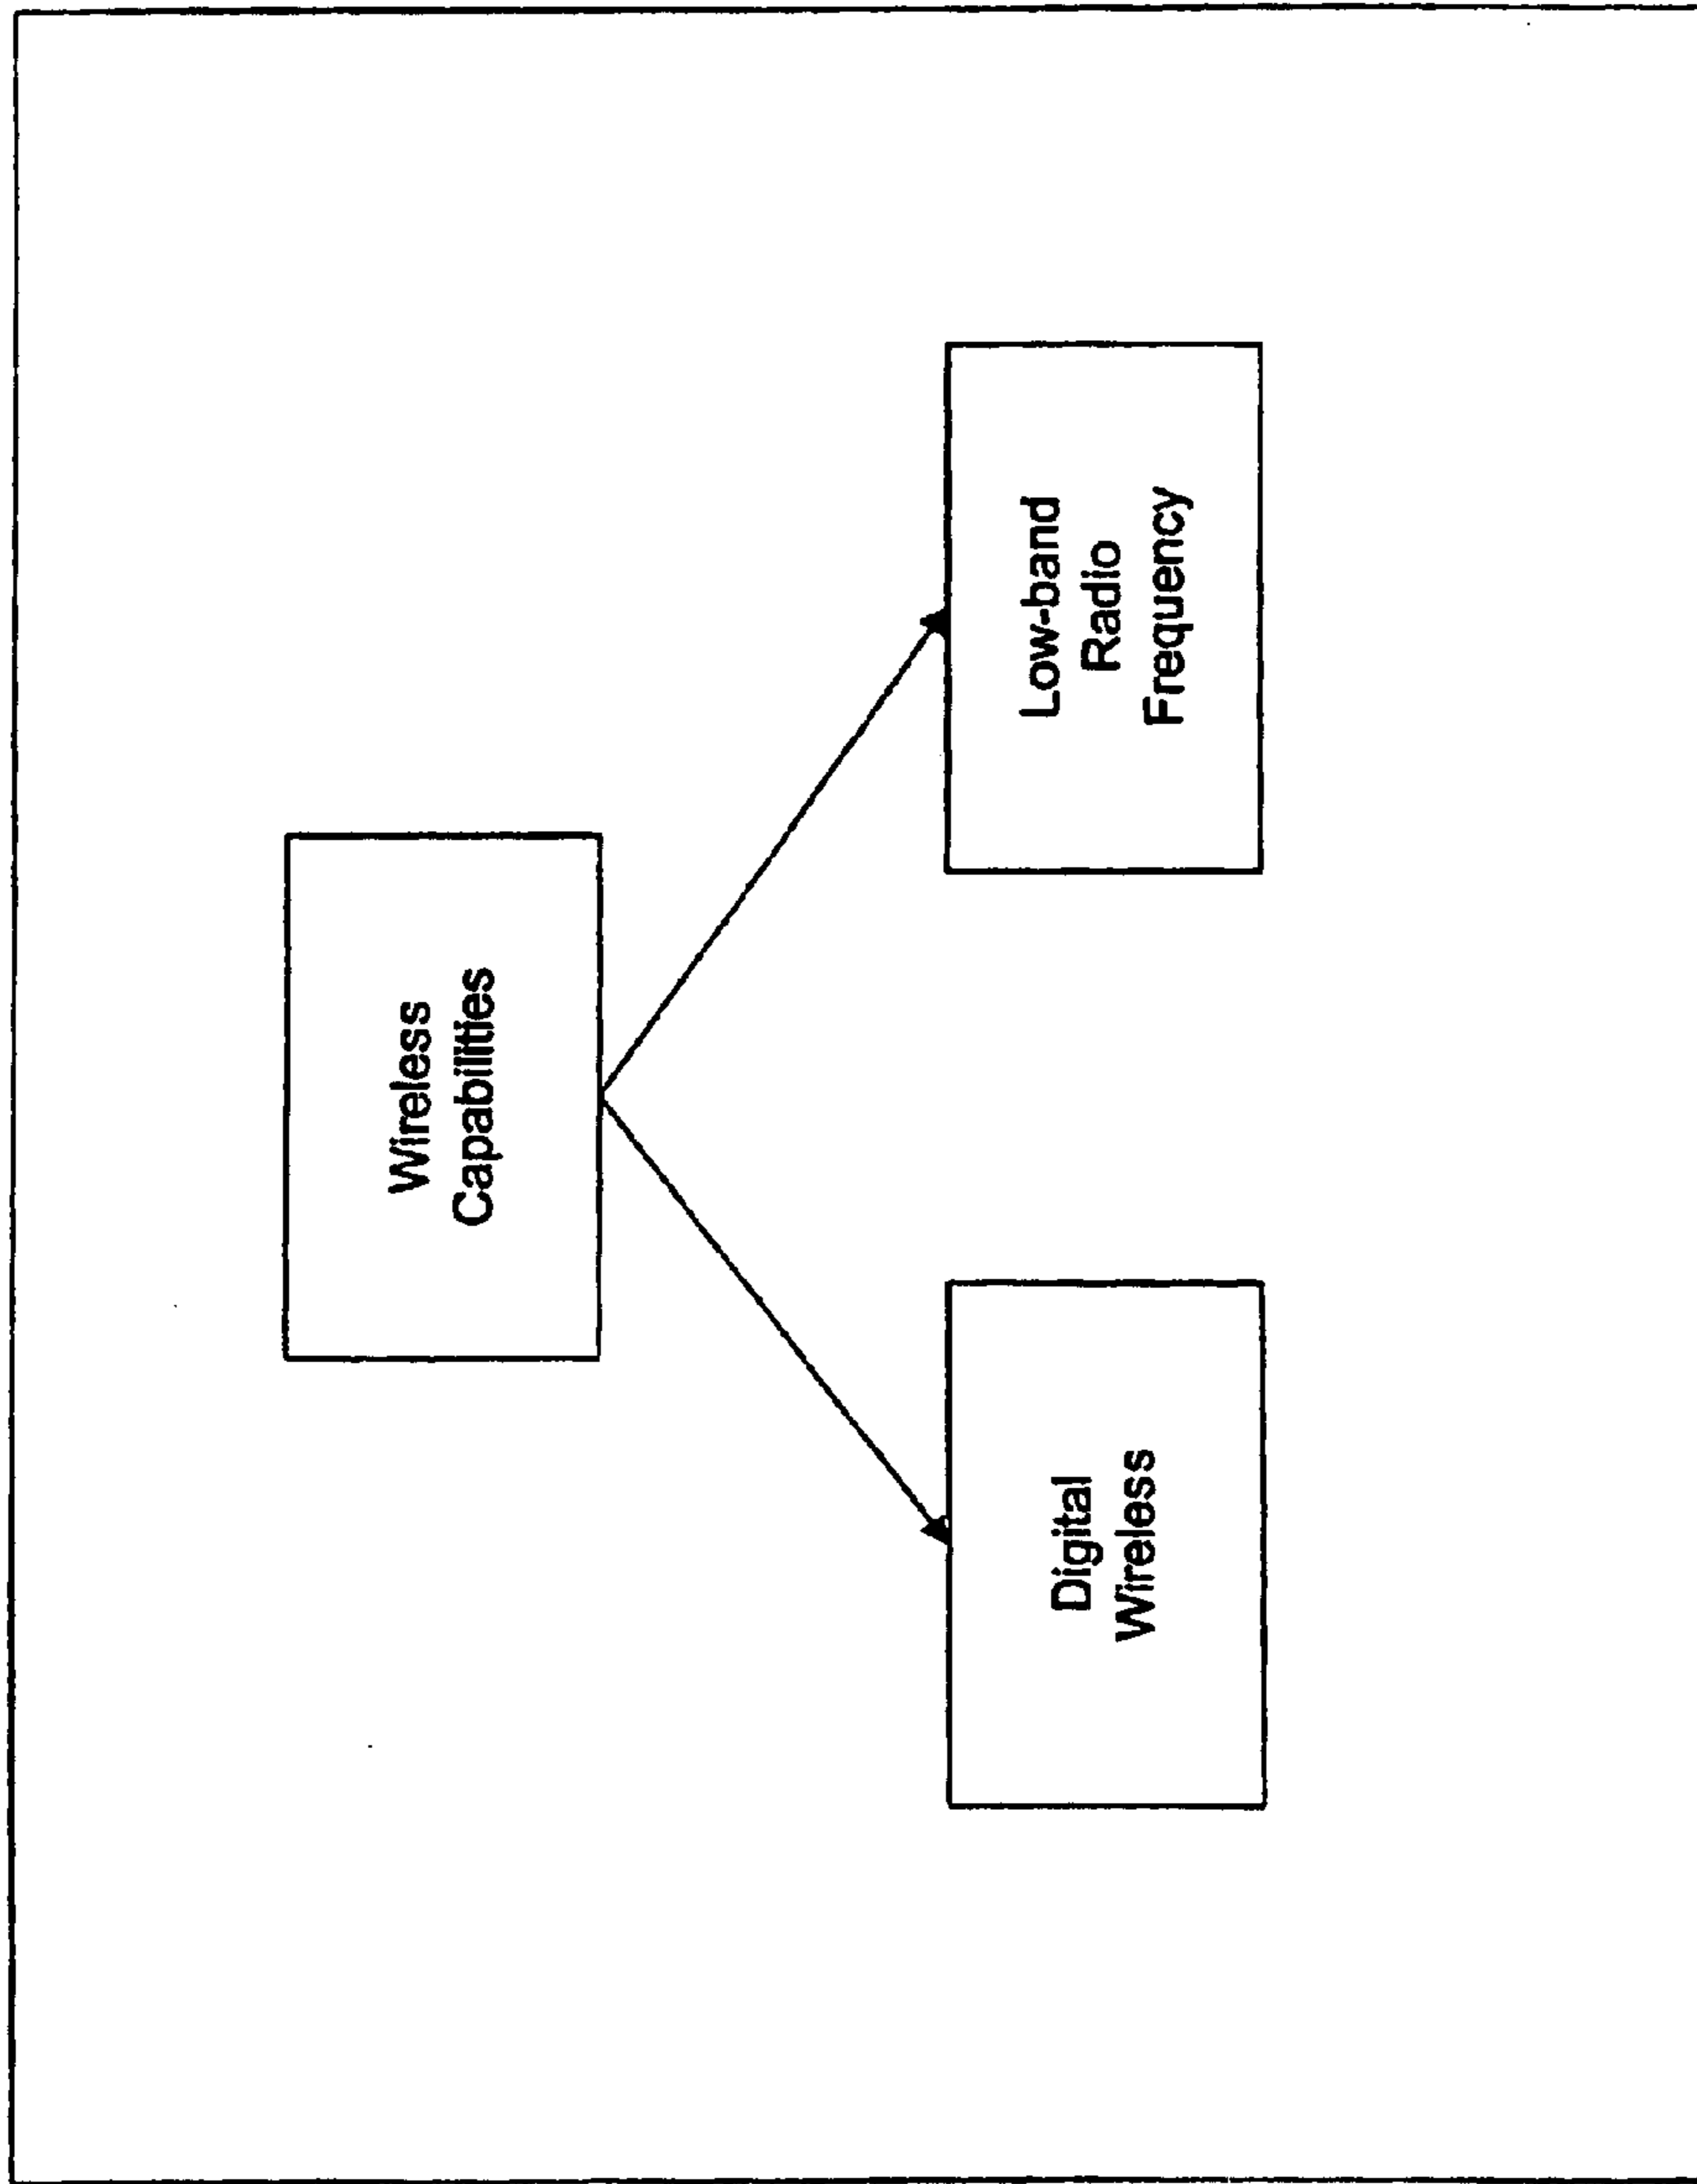 Wireless
Capabilities
Digital
Wireless
Low-band
Radio
Frequency